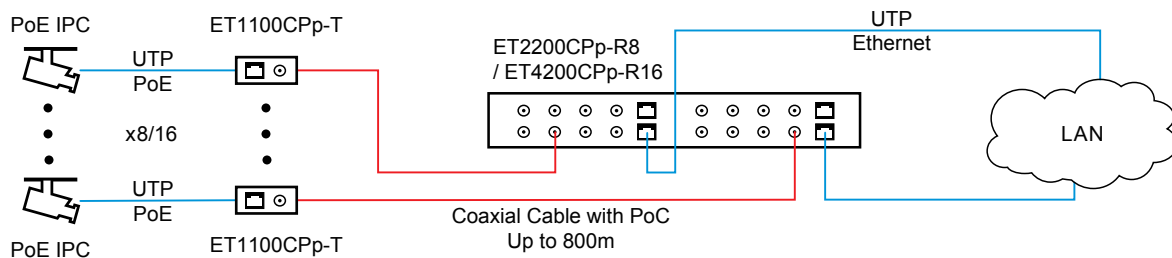 PoE IPC
ET1100CPp-T
UTP
PoE
ET2200CPp-R8
/ ET4200CPp-R16
UTP
Ethernet
x8/16
LAN
UTP
PoE
PoE IPC
ET1100CPp-T
Coaxial Cable with PoC
Up to 800m